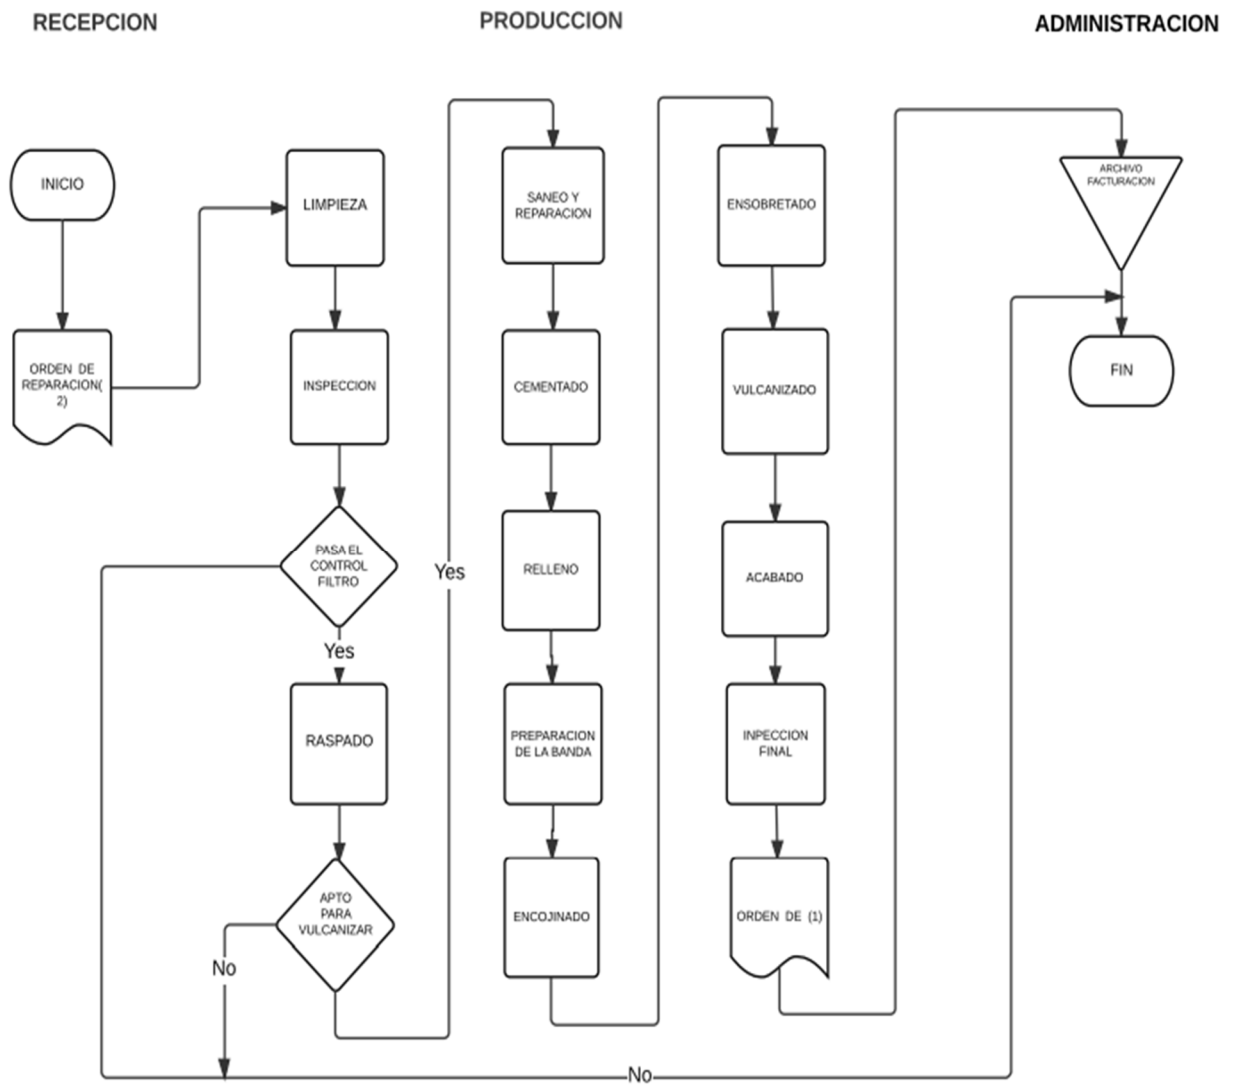 RECEPCION
PRODUCCION
ADMINISTRACION
INICIO
ORDEN DE
REPARACION(
2)
LIMPIEZA
INSPECCION
PASA EL
CONTROL
FILTRO
Yes
RASPADO
APTO
PARA
VULCANIZAR
No
Yes
SANEO Y
REPARACION
CEMENTADO
RELLENO
PREPARACION
DE LA BANDA
ENCOJINADO
ENSOBRETADO
VULCANIZADO
ACABADO
INPECCION
FINAL
ORDEN DE (1)
ARCHIVO
FACTURACION
FIN
No